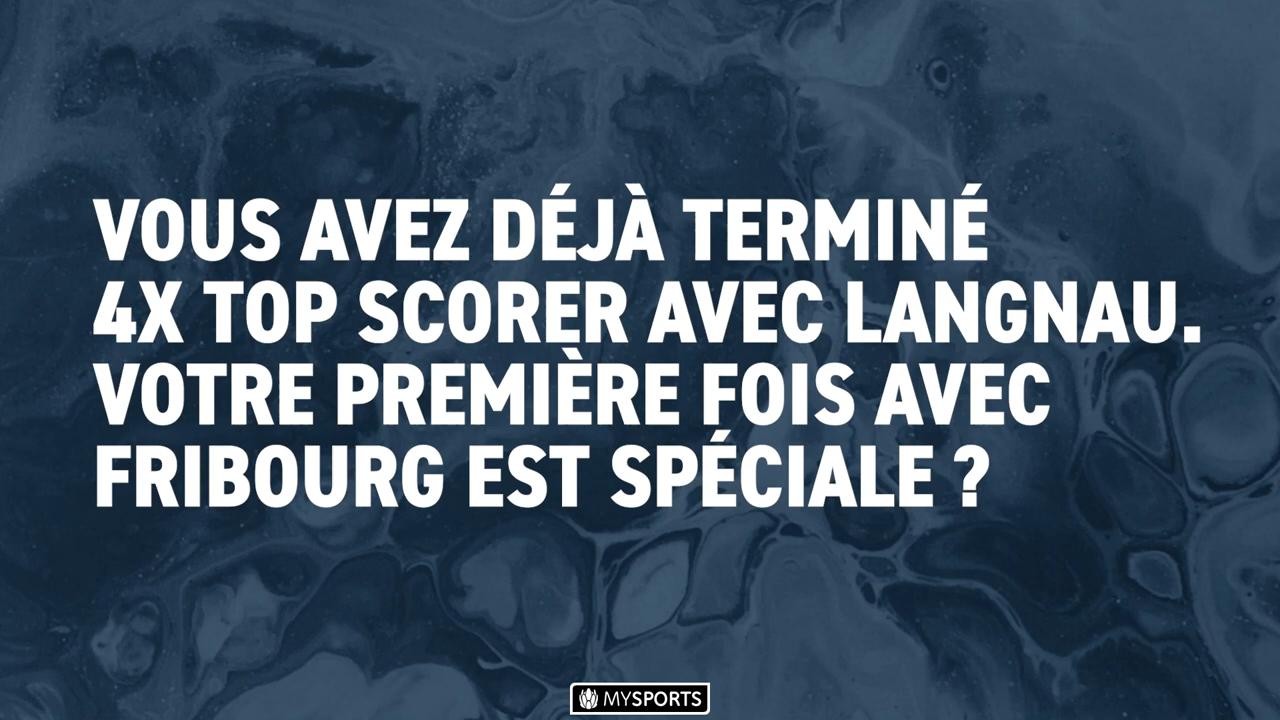 VOUS AVEZ DÉJÀ TERMINÉ
4X TOP SCORER AVEC LANGNAU.
VOTRE PREMIÈRE FOIS AVEC
FRIBOURG EST SPÉCIALE ?
MYSPORTS